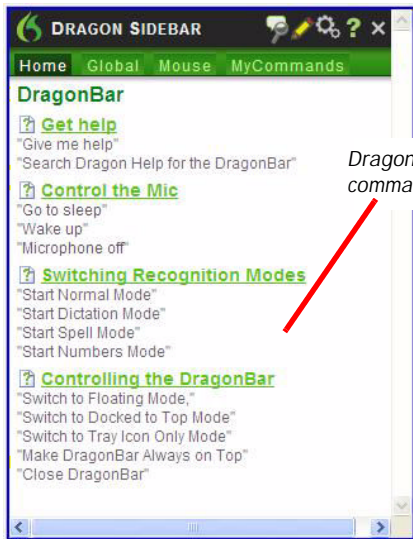 DRAGON SIDEBAR
Home Global Mouse MyCommands
DragonBar
Get help
"Give me help"
"Search Dragon Help for the DragonBar"
Control the Mic
"Go to sleep"
"Wake up"
"Microphone off"
Switching Recognition Modes
"Start Normal Mode"
"Start Dictation Mode"
"Start Spell Mode"
"Start Numbers Mode"
Controlling the DragonBar
"Switch to Floating Mode,"
"Switch to Docked to Top Mode"
"Switch to Tray Icon Only Mode"
"Make DragonBar Always on Top"
"Close DragonBar"
Dragon
comma